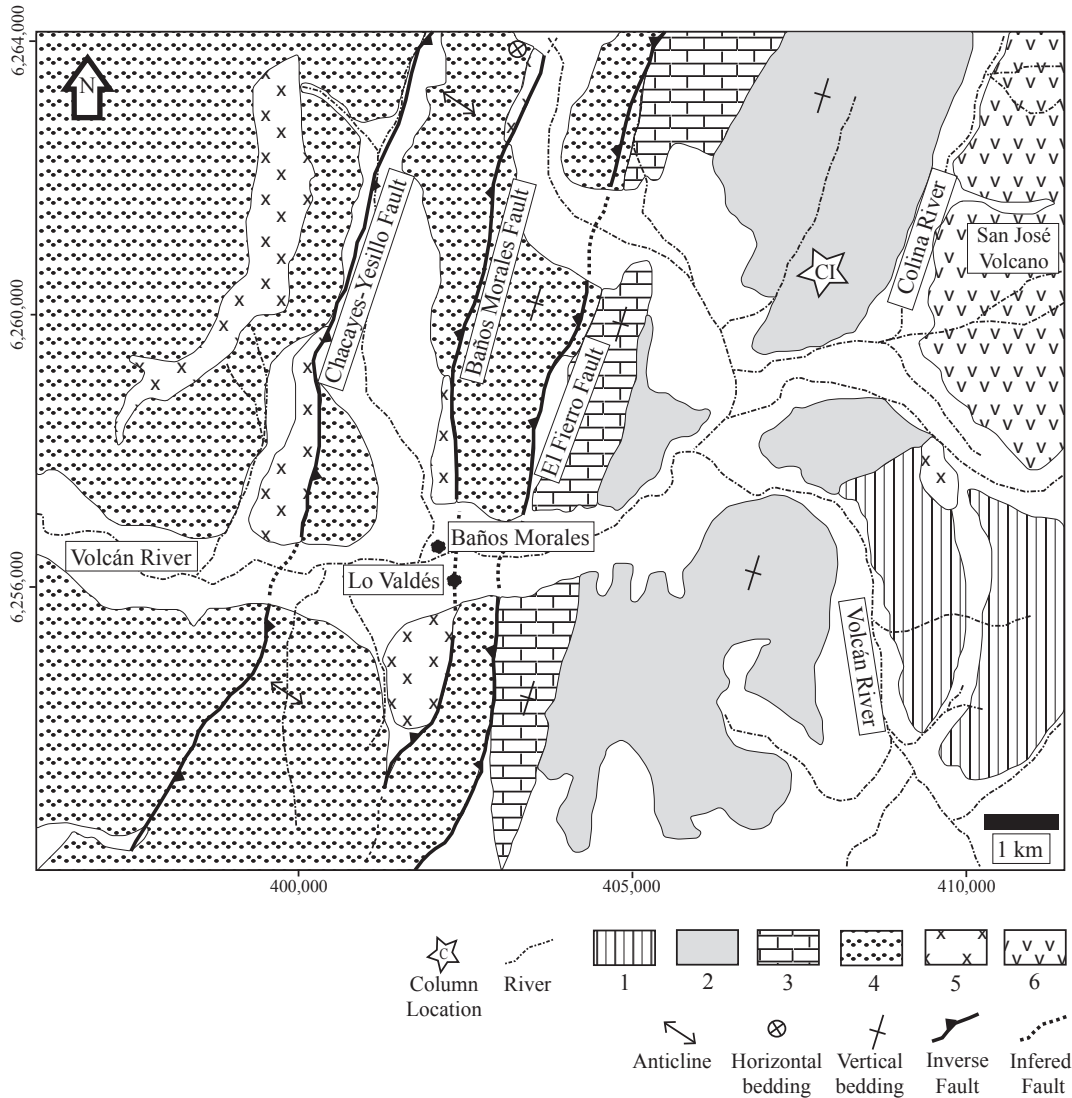 6,264,000
N
Chacayes-Yesillo Fault
Baños Morales Fault
El Fierro Fault
CI
Colina River
San José
Volcano
6,260,000
Baños Morales
Volcán River
Lo Valdés
6,256,000
Volcán River
1 km
400,000
405,000
410,000
C
Column
Location
River
1
2
3
4
5
6
Anticline
Horizontal
bedding
Vertical
bedding
Inverse
Fault
Infered
Fault